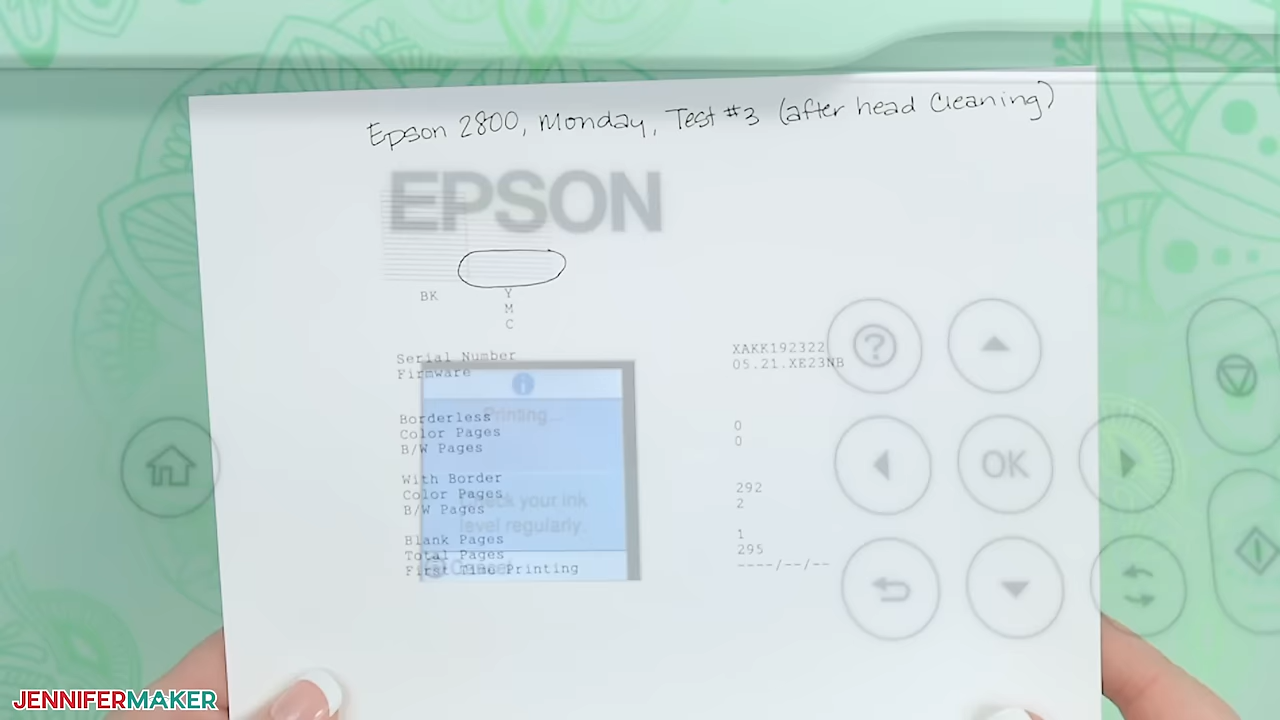 Epson 2800, Monday, Test #3 (after head Cleaning)
EPSON
BK
Y
M
C
Serial Number XAKK192322
Firmware 05.21.XE23NB
Borderless
Color Pages 0
B/W Pages 0
With Border
Color Pages 292
B/W Pages 2
Blank Pages 1
Total Pages 295
First Time Printing ----/--/--
Printing...
your ink
level regularly.
Cancel
?
OK
JENNIFERMAKER